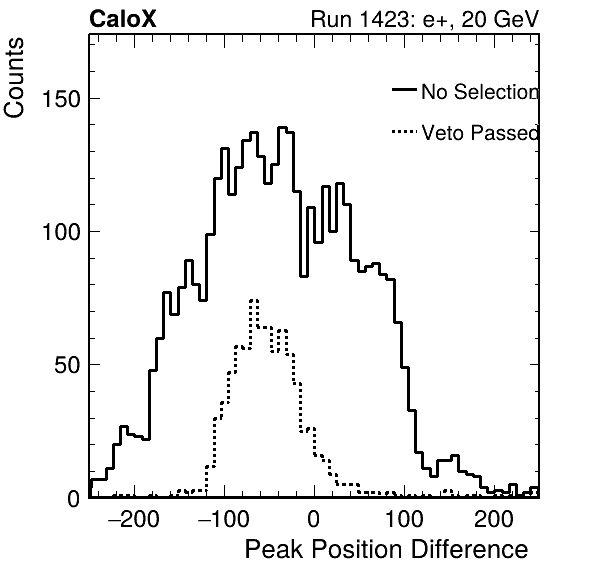 CaloX
Run 1423: e+, 20 GeV
Counts
150
100
50
0
No Selection
Veto Passed
−200
−100
0
100
200
Peak Position Difference